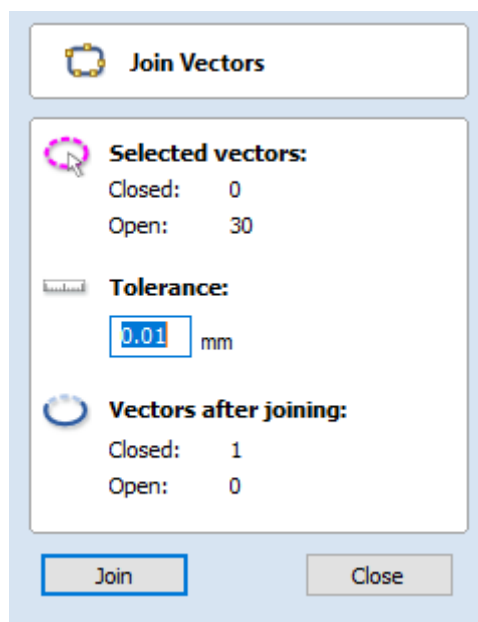 Join Vectors
Selected vectors:
Closed: 0
Open: 30
Tolerance:
0.01 mm
Vectors after joining:
Closed: 1
Open: 0
Join Close